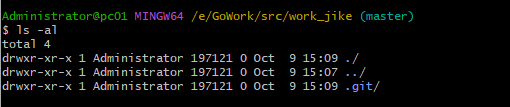 Administrator@pc01 MINGW64 /e/GoWork/src/work_jike (master)
$ ls -al
total 4
drwxr-xr-x 1 Administrator 197121 0 Oct  9 15:09 ./
drwxr-xr-x 1 Administrator 197121 0 Oct  9 15:07 ../
drwxr-xr-x 1 Administrator 197121 0 Oct  9 15:09 .git/